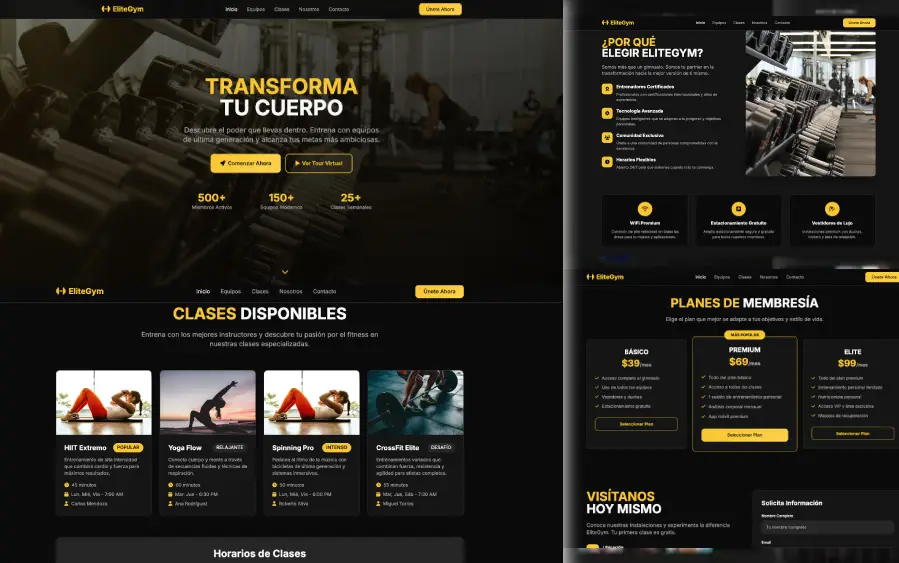 EliteGym
Inicio Equipos Clases Nosotros Contacto
Únete Ahora
TRANSFORMA
TU CUERPO
Descubre el poder que llevas dentro. Entrena con equipos
de última generación y alcanza tus metas más ambiciosas.
Comenzar Ahora
Ver Tour Virtual
500+
Miembros Activos
150+
Equipos Modernos
25+
Clases Semanales
EliteGym
Inicio Equipos Clases Nosotros Contacto
Únete Ahora
CLASES DISPONIBLES
Entrena con los mejores instructores y descubre tu pasión por el fitness en
nuestras clases especializadas.
HIIT Extremo POPULAR
Entrenamiento de alta intensidad
que combina cardio y fuerza para
máximos resultados.
45 minutos
Lun, Mié, Vie - 7:00 AM
Carlos Mendoza
Yoga Flow RELAJANTE
Conecta cuerpo y mente a través
de secuencias fluidas y técnicas de
respiración.
60 minutos
Mar, Jue - 6:30 PM
Ana Rodríguez
Spinning Pro INTENSO
Pedalea al ritmo de la música con
bicicletas de última generación y
sistemas inmersivos.
50 minutos
Lun, Mié, Vie - 6:00 PM
Roberto Silva
CrossFit Elite DESAFÍO
Entrenamientos variados que
combinan fuerza, resistencia y
agilidad para atletas completos.
55 minutos
Mar, Jue, Sáb - 7:30 AM
Miguel Torres
Horarios de Clases
EliteGym
Inicio Equipos Clases Nosotros Contacto
Únete Ahora
¿POR QUÉ
ELEGIR ELITEGYM?
Somos más que un gimnasio. Somos tu partner en la
transformación hacia la mejor versión de ti mismo.
Entrenadores Certificados
Profesionales con certificaciones internacionales y años de
experiencia.
Tecnología Avanzada
Equipos inteligentes que se adaptan a tu progreso y objetivos
personales.
Comunidad Exclusiva
Únete a una comunidad de personas comprometidas con la
excelencia.
Horarios Flexibles
Abierto 24/7 para que entrenes cuando más te convenga.
WiFi Premium
Conexión de alta velocidad en todas las
áreas para tu música y aplicaciones.
Estacionamiento Gratuito
Amplio estacionamiento seguro y gratuito
para todos nuestros miembros.
Vestidores de Lujo
Instalaciones premium con duchas,
lockers y área de relajación.
EliteGym
Inicio Equipos Clases Nosotros Contacto
Únete Ahora
PLANES DE MEMBRESÍA
Elige el plan que mejor se adapte a tus objetivos y estilo de vida.
BÁSICO
$39/mes
Acceso completo al gimnasio
Uso de todos los equipos
Vestidores y duchas
Estacionamiento gratuito
Seleccionar Plan
MÁS POPULAR
PREMIUM
$69/mes
Todo del plan básico
Acceso a todas las clases
1 sesión de entrenamiento personal
Análisis corporal mensual
App móvil premium
Seleccionar Plan
ELITE
$99/mes
Todo del plan premium
Entrenamiento personal ilimitado
Nutricionista personal
Acceso VIP a área exclusiva
Masajes de recuperación
Seleccionar Plan
VISÍTANOS
HOY MISMO
Conoce nuestras instalaciones y experimenta la diferencia
EliteGym. Tu primera clase es gratis.
Ubicación
Solicita Información
Nombre Completo
Tu nombre completo
Email